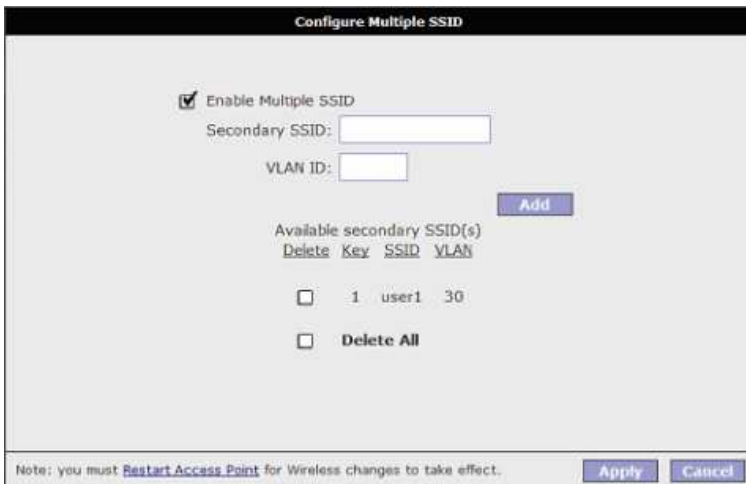 Configure Multiple SSID
Enable Multiple SSID
Secondary SSID:
VLAN ID:
Add
Available secondary SSID(s)
Delete Key SSID VLAN
1 user1 30
Delete All
Note: you must Restart Access Point for Wireless changes to take effect.
Apply Cancel